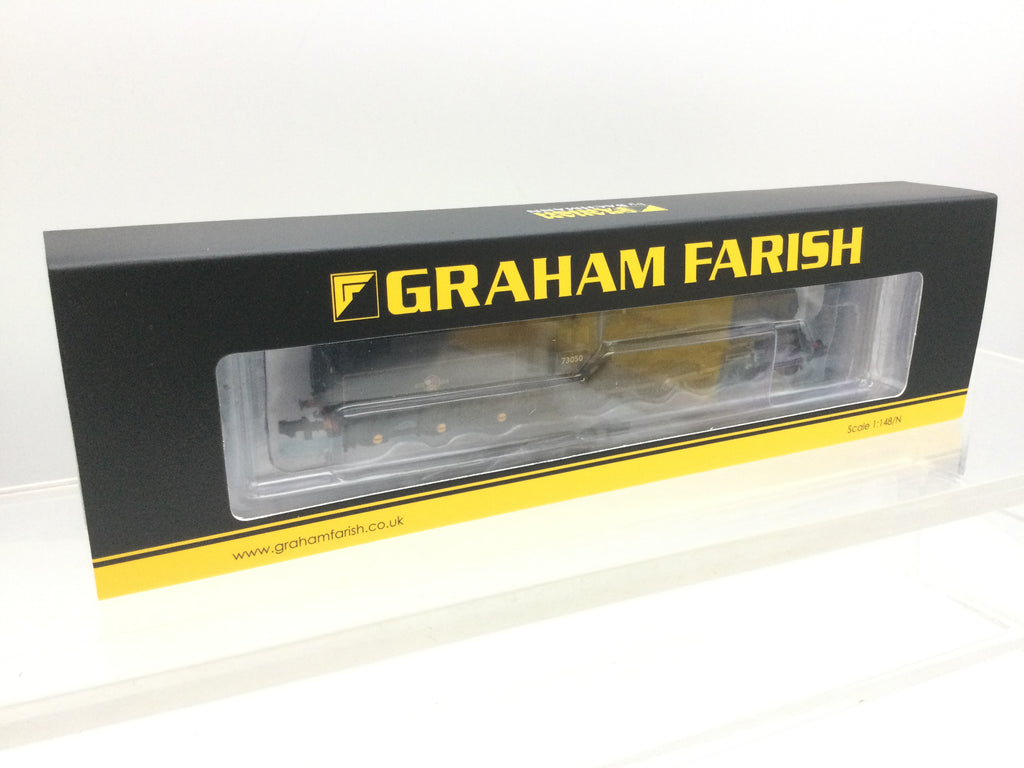 GRAHAM FARISH
73050
Scale 1:148/N
www.grahamfarish.co.uk